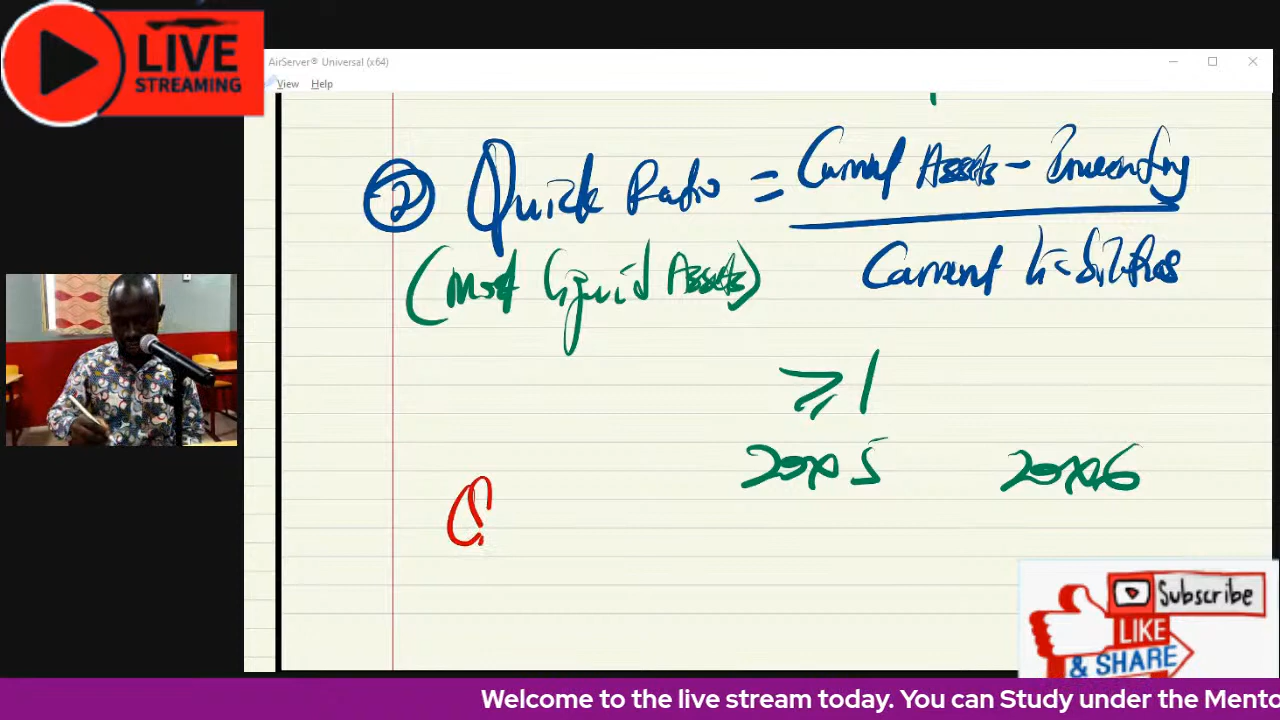 LIVE
STREAMING
AirServer® Universal (x64)
View Help
② Quick Ratio = Current Assets - Inventory
Current Liabilities
(Most Liquid Assets)
≥ 1
20x5 20x6
Q
Subscribe
LIKE
& SHARE
Welcome to the live stream today. You can Study under the Mento